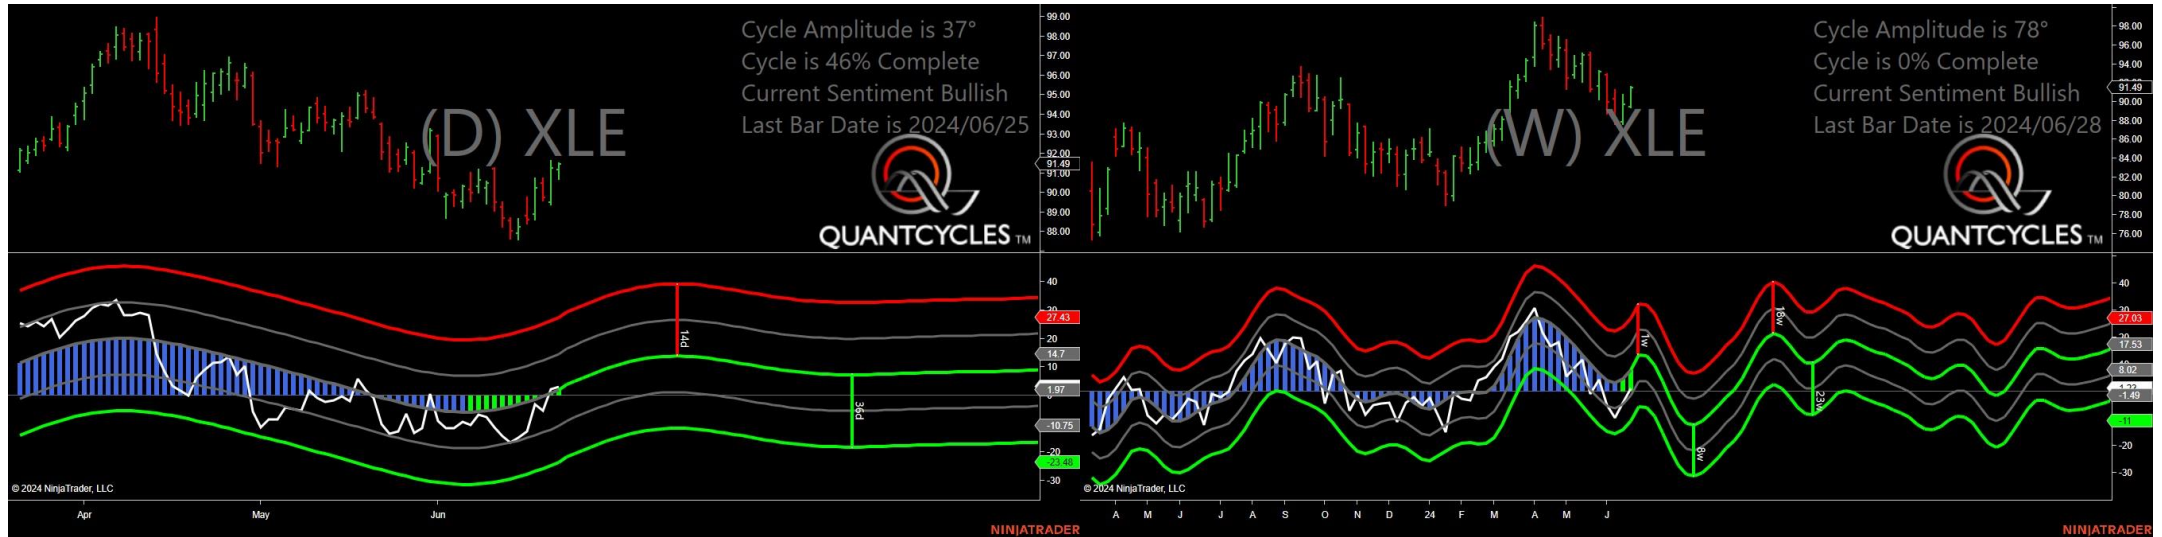 Cycle Amplitude is 37°
Cycle is 46% Complete
Current Sentiment Bullish
Last Bar Date is 2024/06/25
(D) XLE
QUANTCYCLES TM
99.00
98.00
97.00
96.00
95.00
94.00
93.00
92.00
91.49
91.00
90.00
89.00
88.00
40
27.43
20
14.7
10
1.97
-10.75
-20
-23.48
-30
14d
36d
© 2024 NinjaTrader, LLC
Apr
May
Jun
NINJATRADER
Cycle Amplitude is 78°
Cycle is 0% Complete
Current Sentiment Bullish
Last Bar Date is 2024/06/28
(W) XLE
QUANTCYCLES TM
98.00
96.00
94.00
91.49
90.00
88.00
86.00
84.00
82.00
80.00
78.00
76.00
40
27.03
17.53
8.02
-1.49
-11
-20
-30
1w
18w
8w
23w
© 2024 NinjaTrader, LLC
A M J J A S O N D 24 F M A M J
NINJATRADER